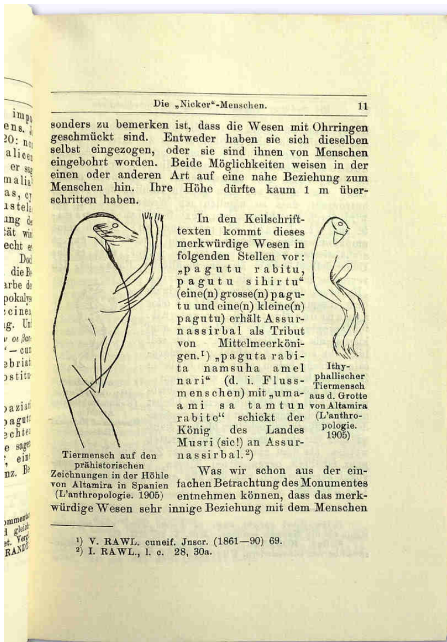 Die „Nicker“-Menschen.
11
sonders zu bemerken ist, dass die Wesen mit Ohrringen
geschmückt sind. Entweder haben sie sich dieselben
selbst eingezogen, oder sie sind ihnen von Menschen
eingebohrt worden. Beide Möglichkeiten weisen in der
einen oder anderen Art auf eine nahe Beziehung zum
Menschen hin. Ihre Höhe dürfte kaum 1 m über-
schritten haben.
In den Keilschrift-
texten kommt dieses
merkwürdige Wesen in
folgenden Stellen vor:
„pagutu rabitu,
pagutu sihirtu“
(eine(n) grosse(n) pagu-
tu und eine(n) kleine(n)
pagutu) erhält Assur-
nassirbal als Tribut
von Mittelmeerköni-
gen.¹) „paguta rabi-
ta namsuha amel
nari“ (d. i. Fluss-
menschen) mit „uma-
ami sa tamtun
rabite“ schickt der
König des Landes
Musri (sic!) an Assur-
nassirbal.²)
Tiermensch auf den
prähistorischen
Zeichnungen in der Höhle
von Altamira in Spanien
(L'anthropologie. 1905)
Ithy-
phallischer
Tiermensch
aus d. Grotte
von Altamira
(L'anthro-
pologie.
1905)
Was wir schon aus der ein-
fachen Betrachtung des Monumentes
entnehmen können, dass das merk-
würdige Wesen sehr innige Beziehung mit dem Menschen
¹) V. RAWL. cuneif. Jnscr. (1861—90) 69.
²) I. RAWL., l. c. 28, 30a.